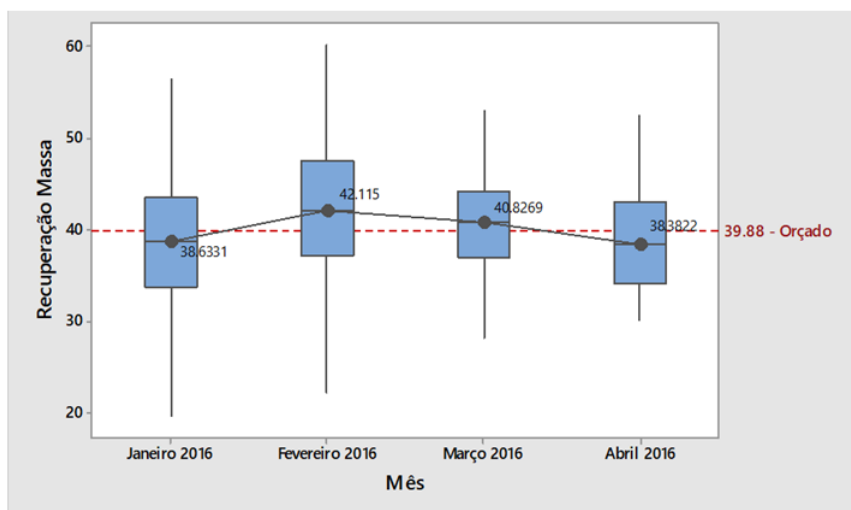 60
50
40
30
20
Recuperação Massa
38.6331
42.115
40.8269
38.3822
39.88 - Orçado
Janeiro 2016
Fevereiro 2016
Março 2016
Abril 2016
Mês